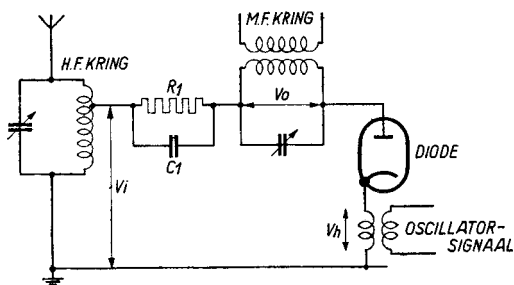 M.F. KRING
H.F. KRING
R1
Vo
C1
Vi
DIODE
Vh
OSCILLATOR-
SIGNAAL